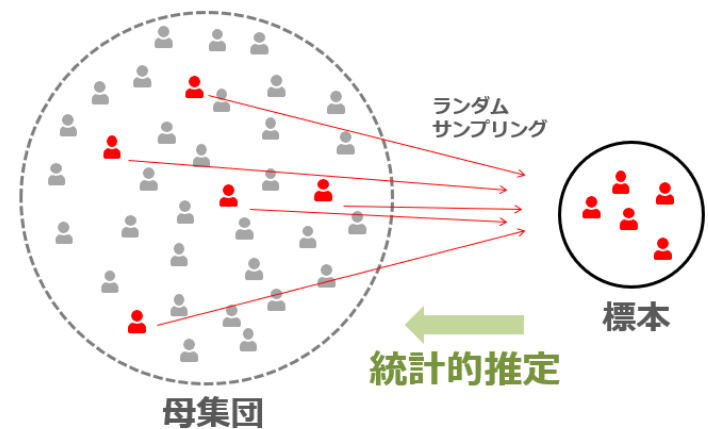 ランダム
サンプリング
標本
統計的推定
母集団